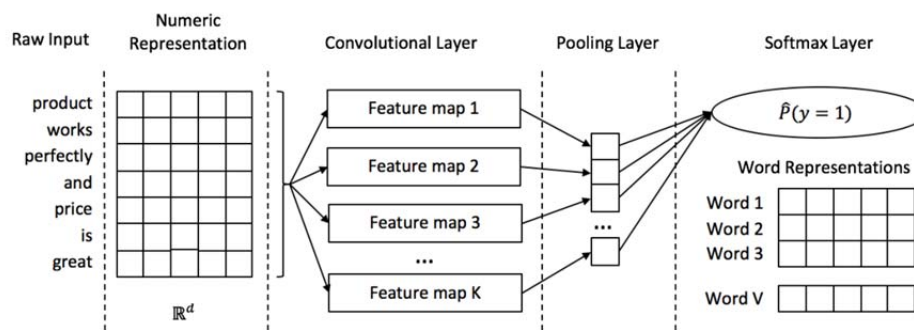 Raw Input
Numeric
Representation
Convolutional Layer
Pooling Layer
Softmax Layer
product
works
perfectly
and
price
is
great
ℝ^d
Feature map 1
Feature map 2
Feature map 3
...
Feature map K
...
P̂(y = 1)
Word Representations
Word 1
Word 2
Word 3
Word V